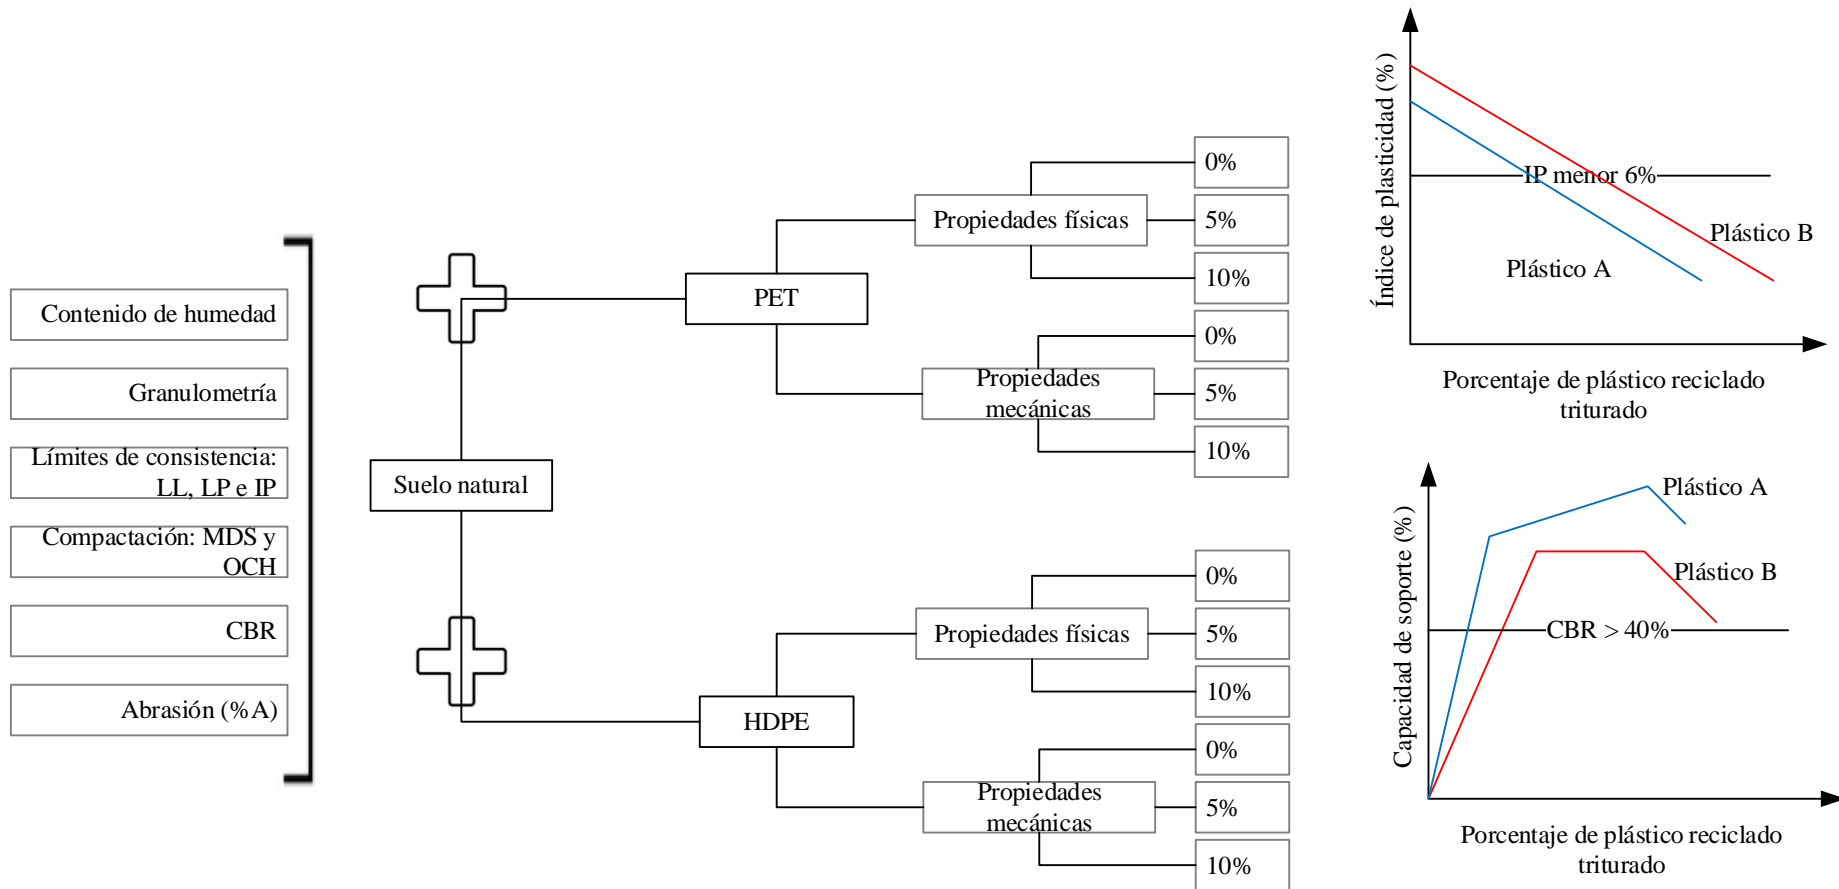 Contenido de humedad
Granulometría
Límites de consistencia:
LL, LP e IP
Compactación: MDS y
OCH
CBR
Abrasión (%A)
Suelo natural
PET
HDPE
Propiedades físicas
0%
5%
10%
Propiedades
mecánicas
0%
5%
10%
Propiedades físicas
0%
5%
10%
Propiedades
mecánicas
0%
5%
10%
Índice de plasticidad (%)
IP menor 6%
Plástico B
Plástico A
Porcentaje de plástico reciclado
triturado
Capacidad de soporte (%)
Plástico A
Plástico B
CBR > 40%
Porcentaje de plástico reciclado
triturado